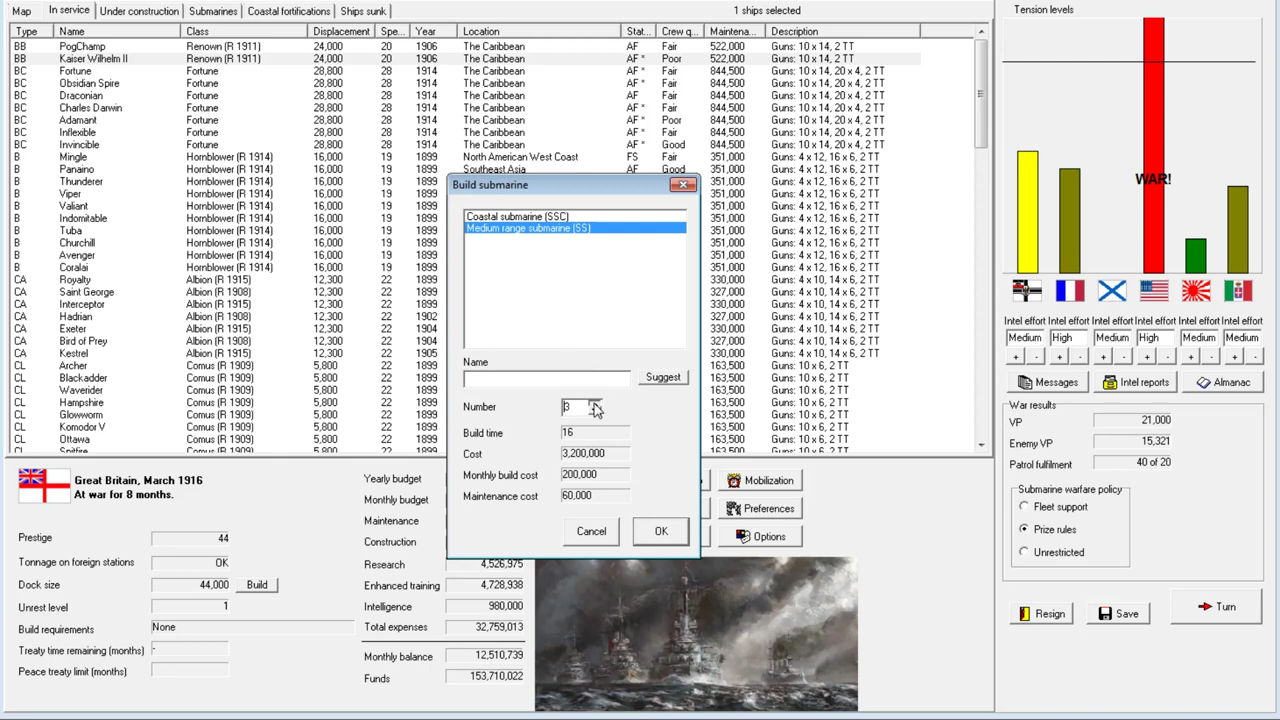 Map In service Under construction Submarines Coastal fortifications Ships sunk 1 ships selected Tension levels
Type Name Class Displacement Spe... Year Location Stat... Crew q... Maintena... Description
BB PogChamp Renown (R 1911) 24,000 20 1906 The Caribbean AF Fair 522,000 Guns: 10 x 14, 2 TT
BB Kaiser Wilhelm II Renown (R 1911) 24,000 20 1906 The Caribbean AF * Poor 522,000 Guns: 10 x 14, 2 TT
BC Fortune Fortune 28,800 28 1914 The Caribbean AF * Fair 844,500 Guns: 10 x 14, 20 x 4, 2 TT
BC Obsidian Spire Fortune 28,800 28 1914 The Caribbean AF * Fair 844,500 Guns: 10 x 14, 20 x 4, 2 TT
BC Draconian Fortune 28,800 28 1914 The Caribbean AF * Fair 844,500 Guns: 10 x 14, 20 x 4, 2 TT
BC Charles Darwin Fortune 28,800 28 1914 The Caribbean AF * Fair 844,500 Guns: 10 x 14, 20 x 4, 2 TT
BC Adamant Fortune 28,800 28 1914 The Caribbean AF * Poor 844,500 Guns: 10 x 14, 20 x 4, 2 TT
BC Inflexible Fortune 28,800 28 1914 The Caribbean AF * Fair 844,500 Guns: 10 x 14, 20 x 4, 2 TT
BC Invincible Fortune 28,800 28 1914 The Caribbean AF * Good 844,500 Guns: 10 x 14, 20 x 4, 2 TT
B Mingle Hornblower (R 1914) 16,000 19 1899 North American West Coast FS Fair 351,000 Guns: 4 x 12, 16 x 6, 2 TT
B Panaino Hornblower (R 1914) 16,000 19 1899 Southeast Asia AF Good 351,000 Guns: 4 x 12, 16 x 6, 2 TT
B Thunderer Hornblower (R 1914) 16,000 19 1899 351,000 Guns: 4 x 12, 16 x 6, 2 TT
B Viper Hornblower (R 1914) 16,000 19 1899 351,000 Guns: 4 x 12, 16 x 6, 2 TT
B Valiant Hornblower (R 1914) 16,000 19 1899 351,000 Guns: 4 x 12, 16 x 6, 2 TT
B Indomitable Hornblower (R 1914) 16,000 19 1899 351,000 Guns: 4 x 12, 16 x 6, 2 TT
B Tuba Hornblower (R 1914) 16,000 19 1899 351,000 Guns: 4 x 12, 16 x 6, 2 TT
B Churchill Hornblower (R 1914) 16,000 19 1899 351,000 Guns: 4 x 12, 16 x 6, 2 TT
B Avenger Hornblower (R 1914) 16,000 19 1899 351,000 Guns: 4 x 12, 16 x 6, 2 TT
B Coralai Hornblower (R 1914) 16,000 19 1899 351,000 Guns: 4 x 12, 16 x 6, 2 TT
CA Royalty Albion (R 1915) 12,300 22 1899 330,000 Guns: 4 x 10, 14 x 6, 2 TT
CA Saint George Albion (R 1908) 12,300 22 1899 327,000 Guns: 4 x 10, 14 x 6, 2 TT
CA Interceptor Albion (R 1915) 12,300 22 1899 330,000 Guns: 4 x 10, 14 x 6, 2 TT
CA Hadrian Albion (R 1908) 12,300 22 1902 327,000 Guns: 4 x 10, 14 x 6, 2 TT
CA Exeter Albion (R 1915) 12,300 22 1904 330,000 Guns: 4 x 10, 14 x 6, 2 TT
CA Bird of Prey Albion (R 1908) 12,300 22 1904 327,000 Guns: 4 x 10, 14 x 6, 2 TT
CA Kestrel Albion (R 1915) 12,300 22 1905 330,000 Guns: 4 x 10, 14 x 6, 2 TT
CL Archer Comus (R 1909) 5,800 22 1899 163,500 Guns: 14 x 6
CL Blackadder Comus (R 1909) 5,800 22 1899 163,500 Guns: 14 x 6
CL Waverider Comus (R 1909) 5,800 22 1899 163,500 Guns: 14 x 6
CL Hampshire Comus (R 1909) 5,800 22 1899 163,500 Guns: 14 x 6
CL Glowworm Comus (R 1909) 5,800 22 1899 163,500 Guns: 14 x 6
CL Komodor V Comus (R 1909) 5,800 22 1899 163,500 Guns: 14 x 6
CL Ottawa Comus (R 1909) 5,800 22 1899 163,500 Guns: 14 x 6
CL Spitfire Comus (R 1909) 5,800 22 1899 163,500 Guns: 14 x 6
Build submarine
Coastal submarine (SSC)
Medium range submarine (SS)
Name
Suggest
Number 3
Build time 16
Cost 3,200,000
Monthly build cost 200,000
Maintenance cost 60,000
Cancel OK
WAR!
Intel effort Intel effort Intel effort Intel effort Intel effort Intel effort
Medium High Medium High Medium Medium
+ - + - + - + - + - + -
Messages Intel reports Almanac
War results
VP 21,000
Enemy VP 15,321
Patrol fulfilment 40 of 20
Submarine warfare policy
Fleet support
Prize rules
Unrestricted
Resign Save Turn
Great Britain, March 1916
At war for 8 months.
Prestige 44
Tonnage on foreign stations OK
Dock size 44,000 Build
Unrest level 1
Build requirements None
Treaty time remaining (months) -
Peace treaty limit (months)
Yearly budget
Monthly budget
Maintenance
Construction
Research 4,526,975
Enhanced training 4,728,938
Intelligence 980,000
Total expenses 32,759,013
Monthly balance 12,510,739
Funds 153,710,022
Mobilization
Preferences
Options